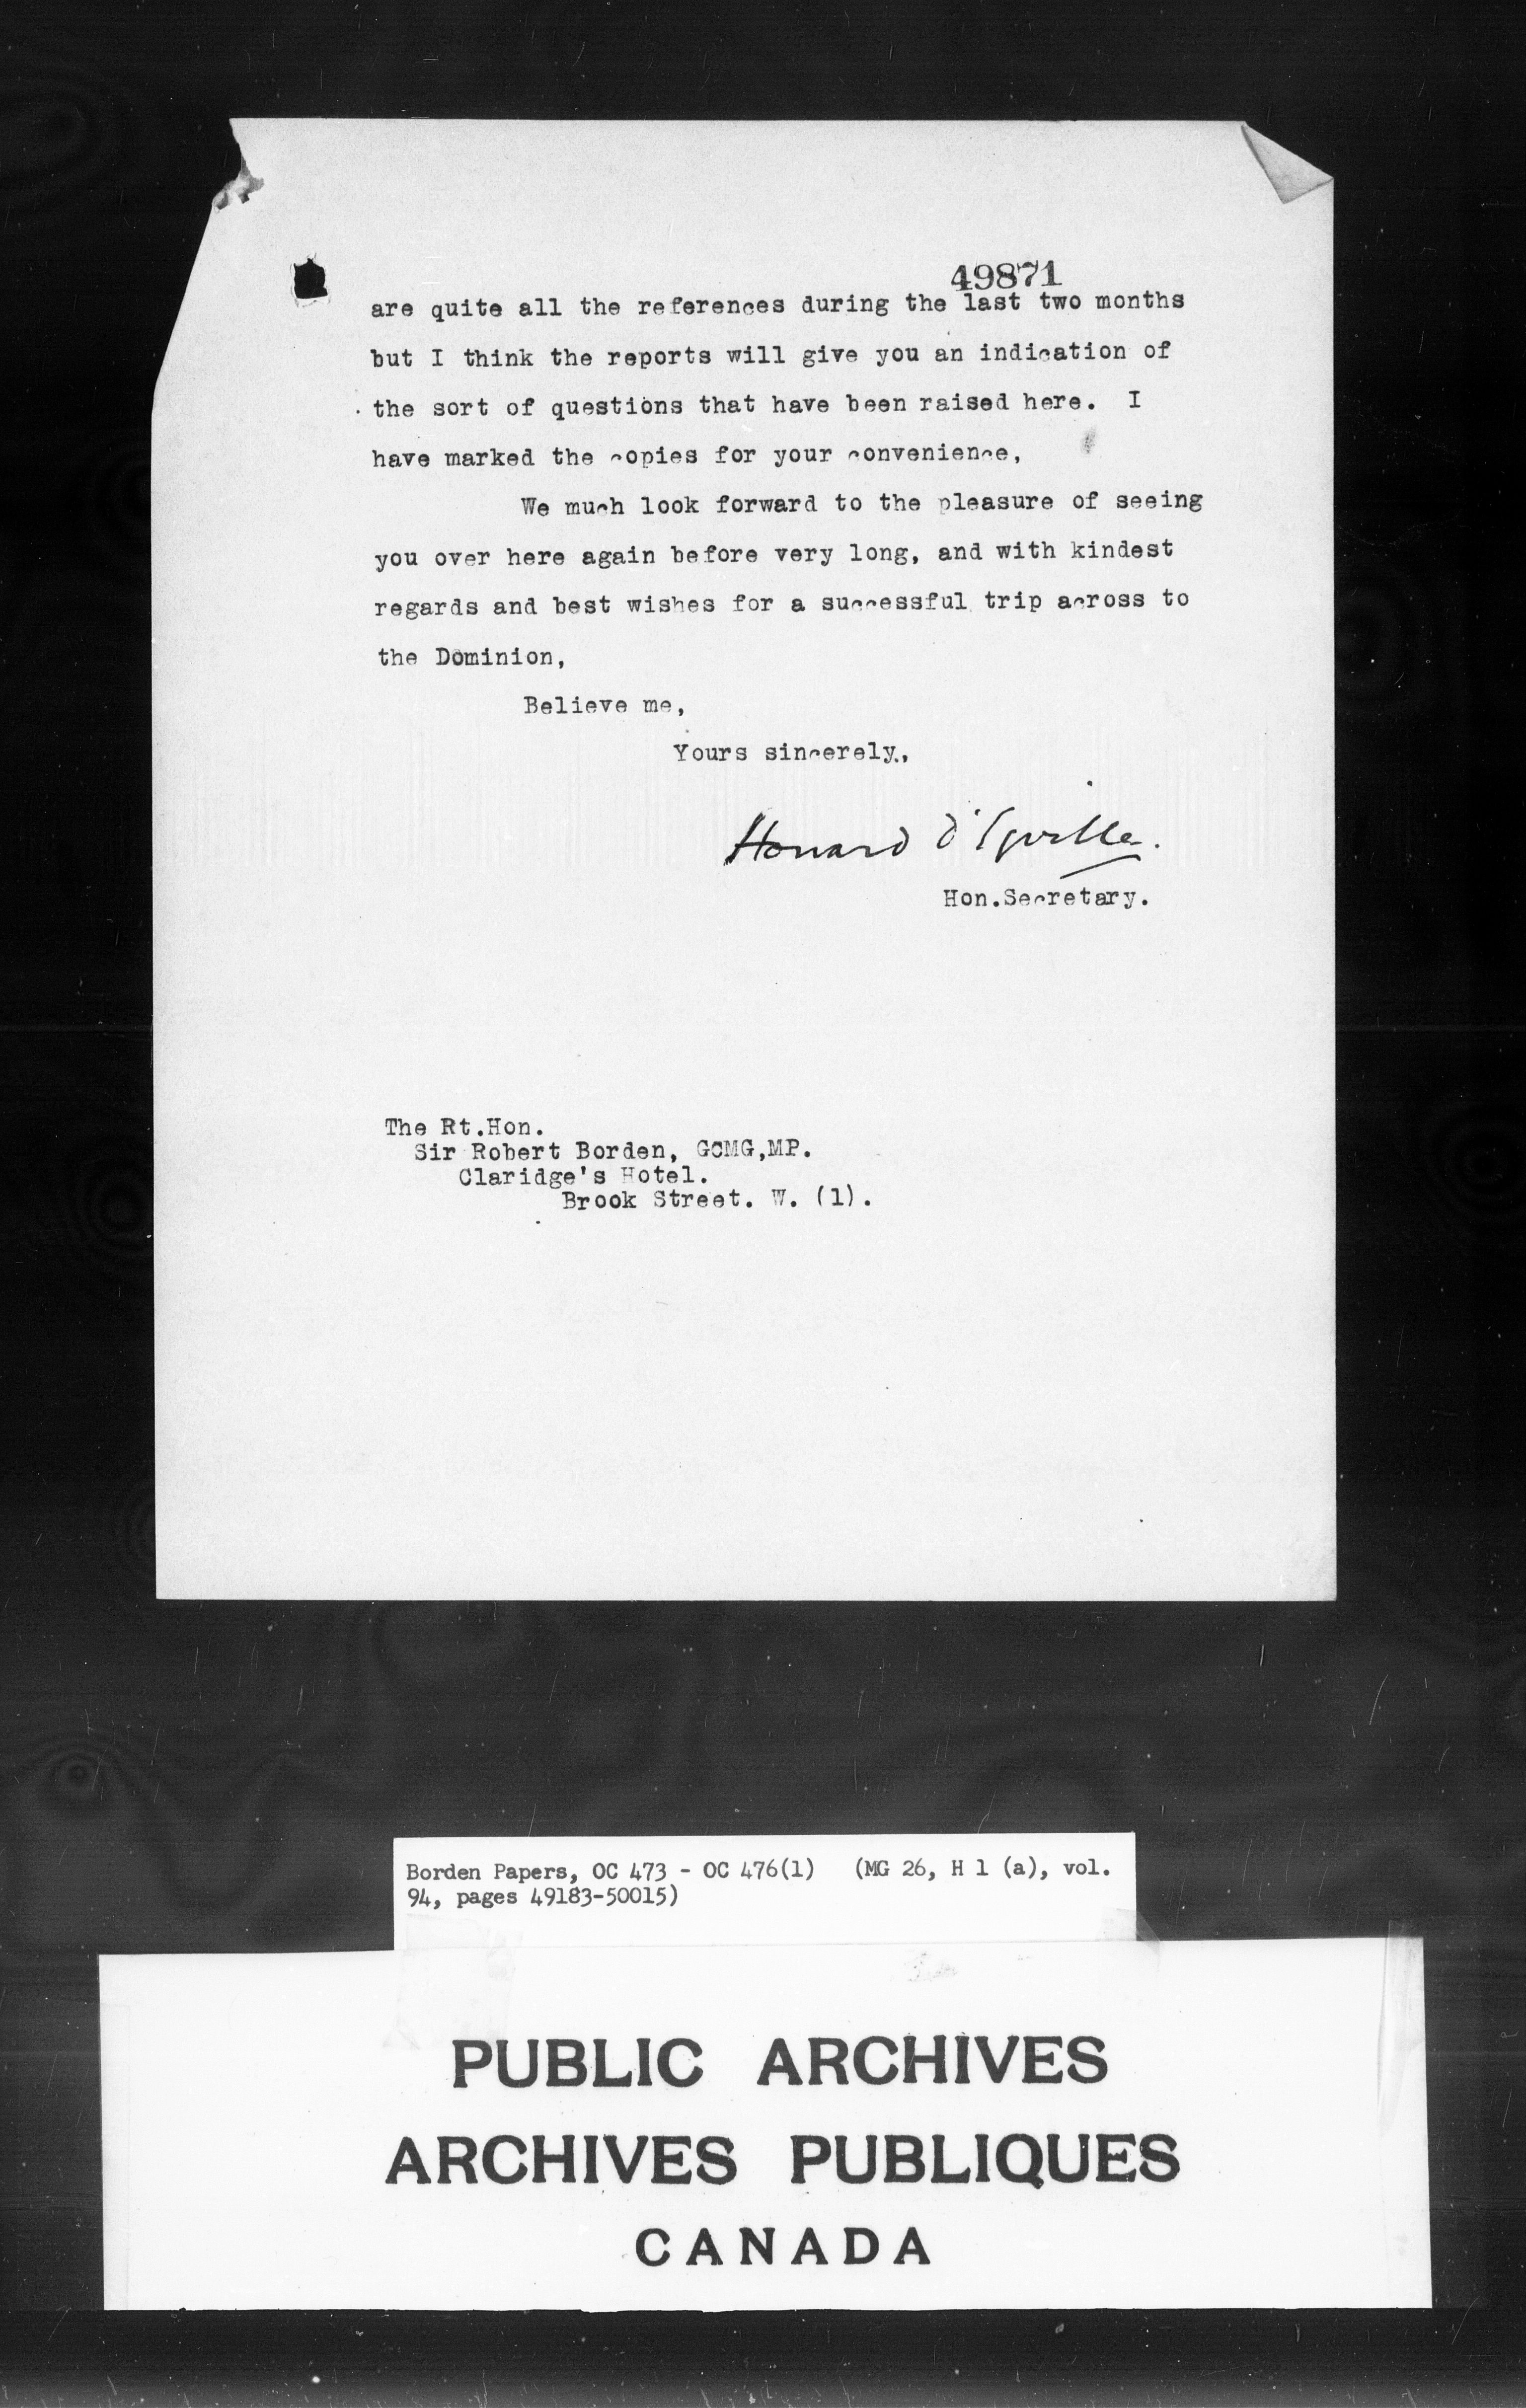 49871
are quite all the references during the last two months
but I think the reports will give you an indication of
the sort of questions that have been raised here. I
have marked the copies for your convenience,
We much look forward to the pleasure of seeing
you over here again before very long, and with kindest
regards and best wishes for a successful trip across to
the Dominion,
Believe me,
Yours sincerely,
Howard d'Egville.
Hon.Secretary.
The Rt.Hon.
Sir Robert Borden, GCMG,MP.
Claridge's Hotel.
Brook Street. W. (1).
Borden Papers, OC 473 - OC 476(1) (MG 26, H 1 (a), vol.
94, pages 49183-50015)
PUBLIC ARCHIVES
ARCHIVES PUBLIQUES
CANADA